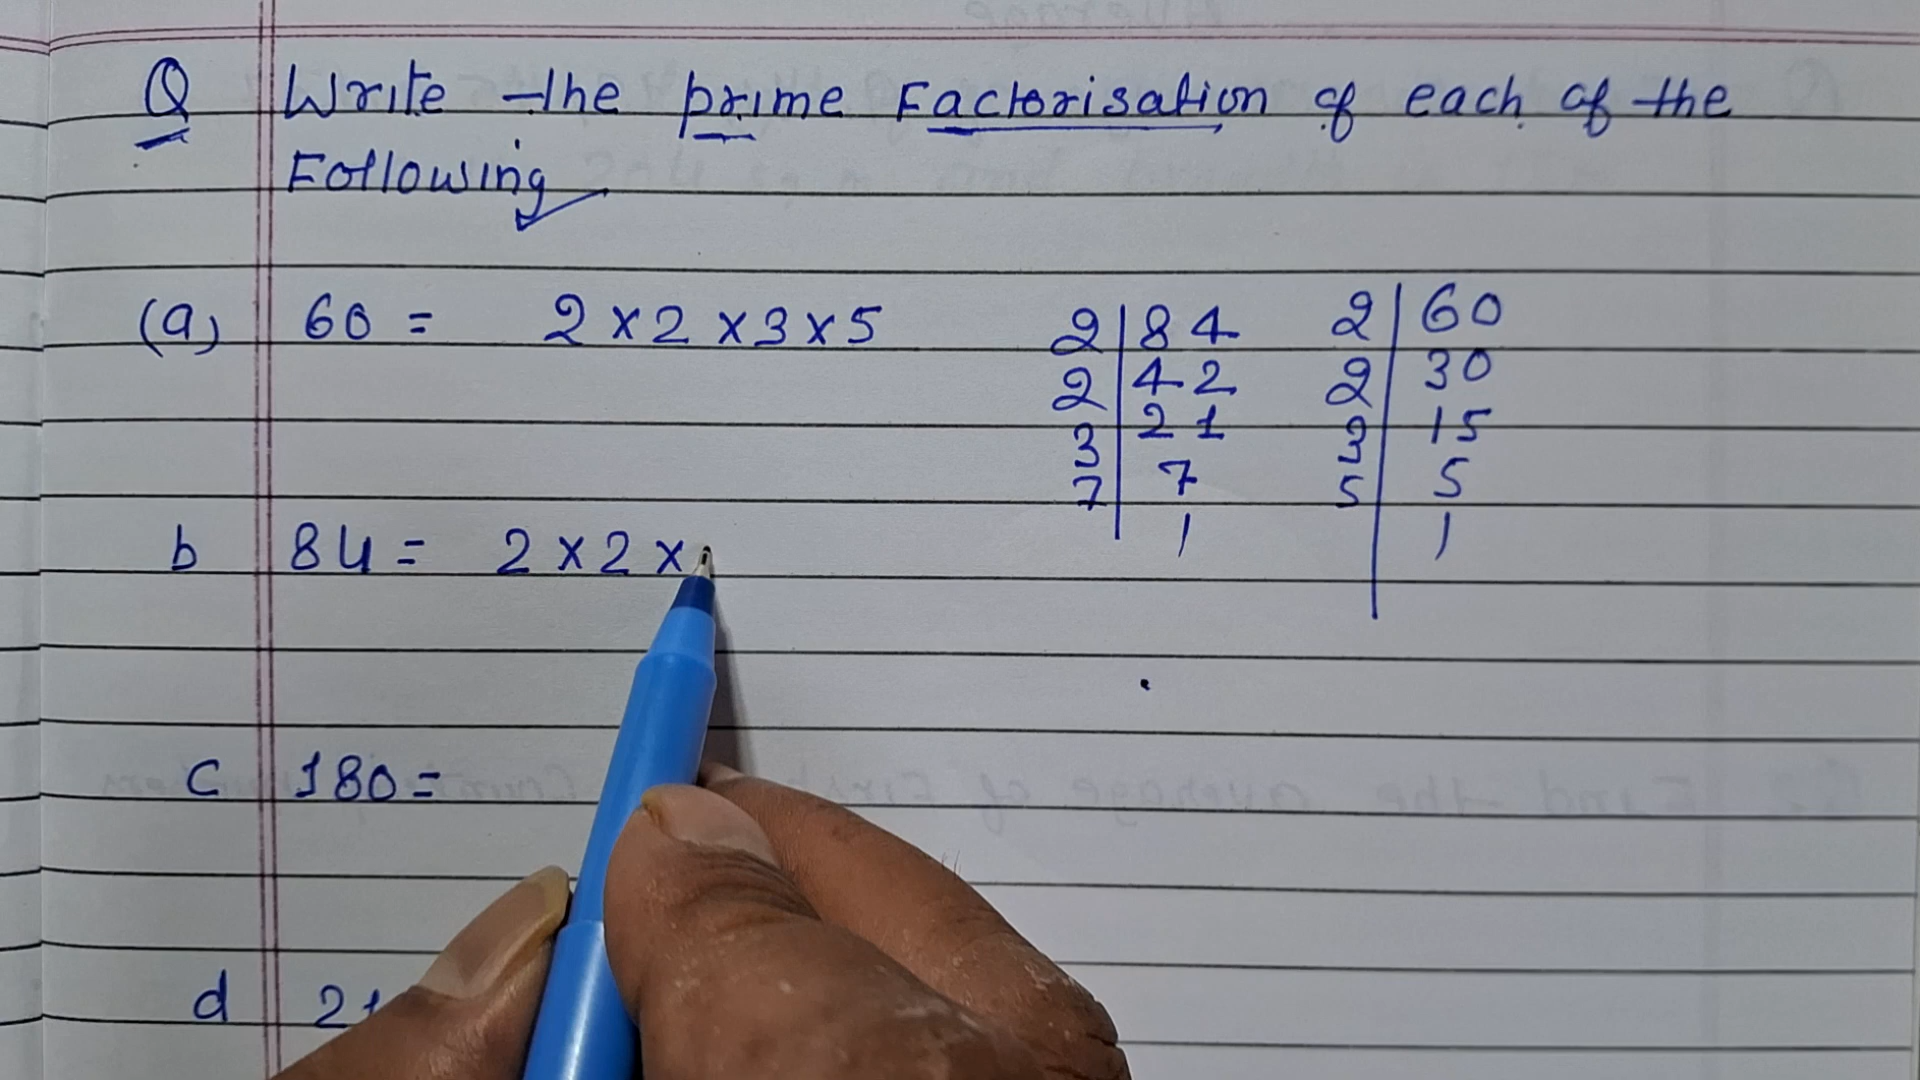 Q Write the prime Factorisation of each of the
Following
(a) 60 = 2 × 2 × 3 × 5
2 | 84
2 | 42
3 | 21
7 | 7
1
2 | 60
2 | 30
3 | 15
5 | 5
1
b 84 = 2 × 2 ×
c 180 =
d 21